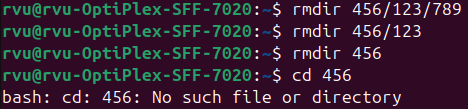 rvu@rvu-OptiPlex-SFF-7020:~$ rmdir 456/123/789
rvu@rvu-OptiPlex-SFF-7020:~$ rmdir 456/123
rvu@rvu-OptiPlex-SFF-7020:~$ rmdir 456
rvu@rvu-OptiPlex-SFF-7020:~$ cd 456
bash: cd: 456: No such file or directory